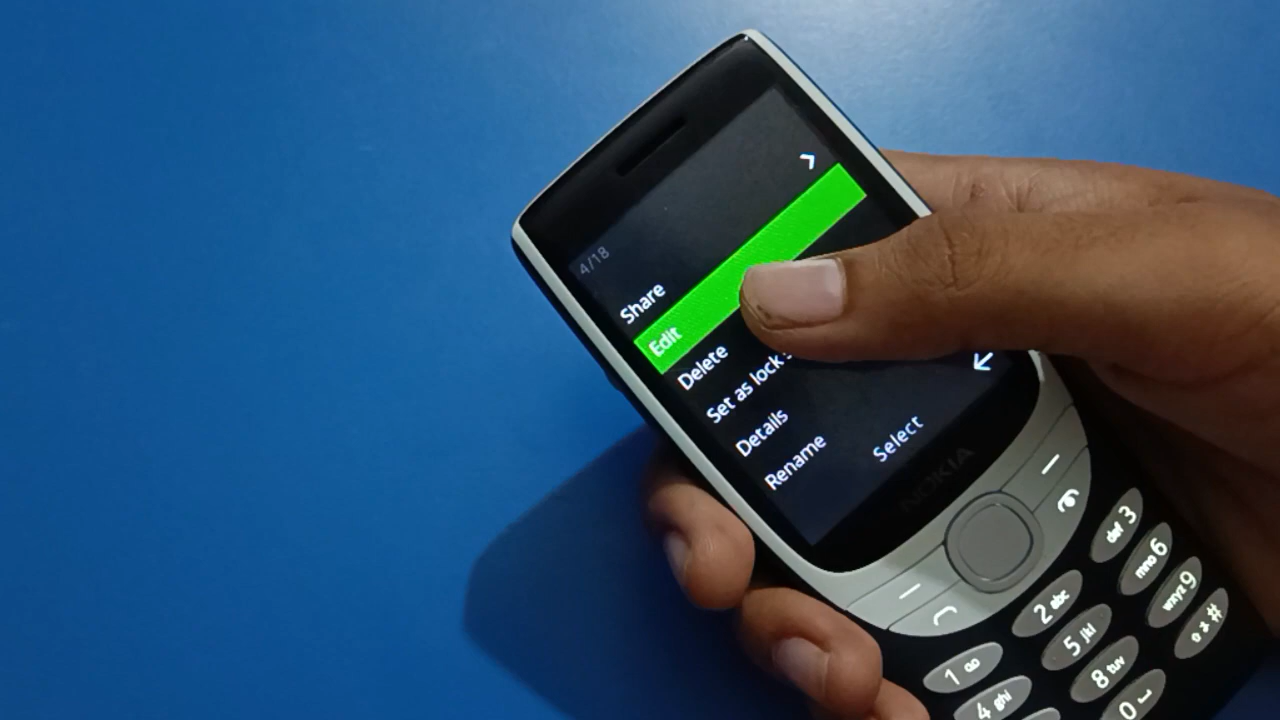 4/18
Share
Edit
Delete
Set as lock
Details
Rename
Select
NOKIA
1
2 abc
def 3
4 ghi
5 jkl
mno 6
8 tuv
wxyz 9
0
#